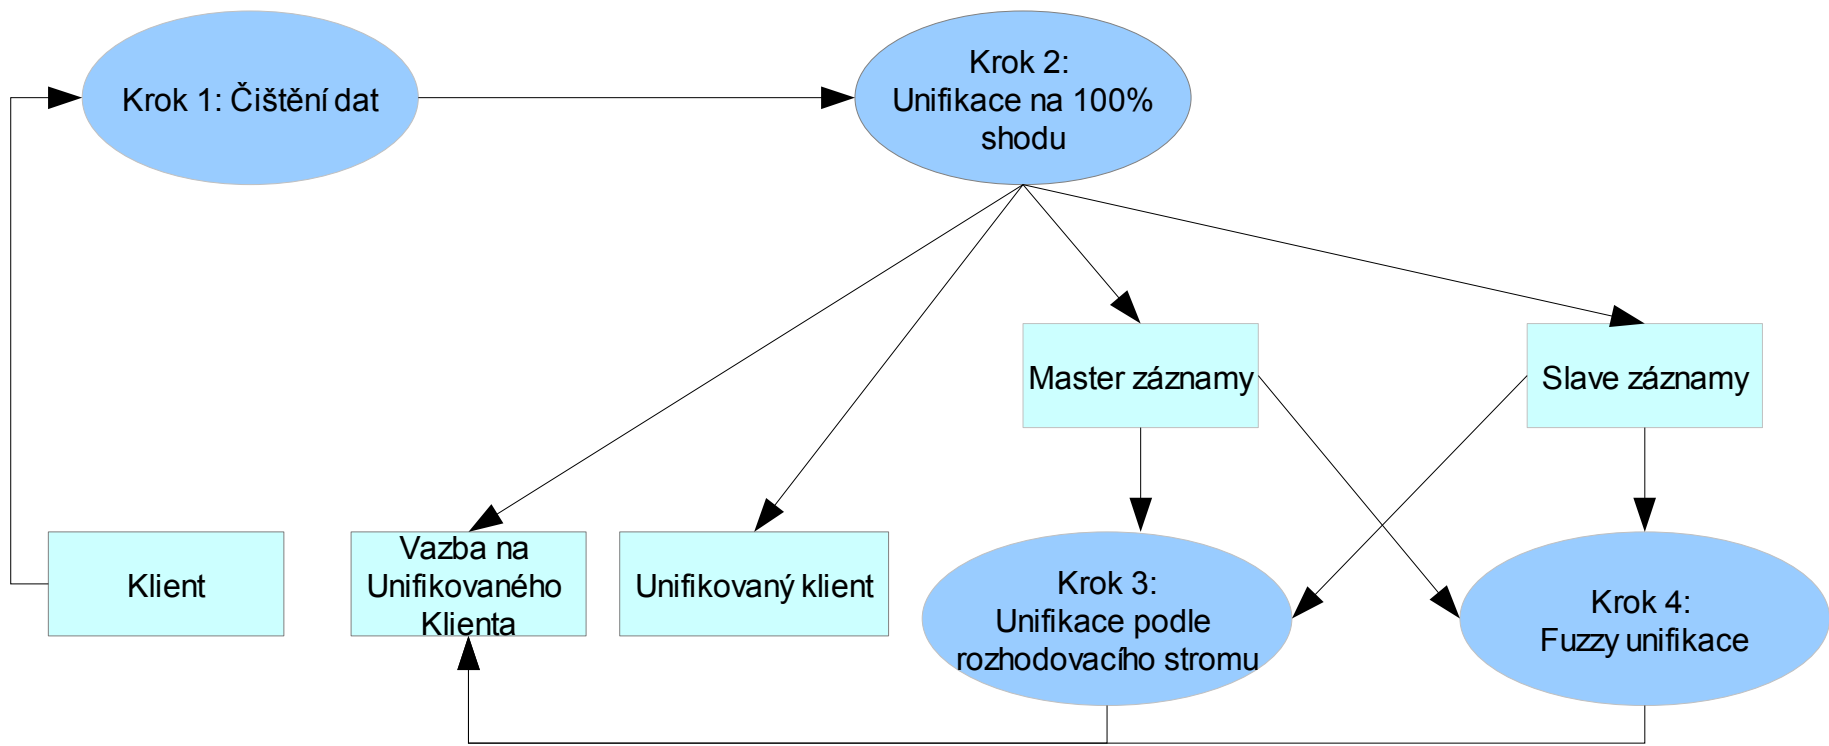 Krok 1: Čištění dat
Krok 2:
Unifikace na 100%
shodu
Master záznamy
Slave záznamy
Klient
Vazba na
Unifikovaného
Klienta
Unifikovaný klient
Krok 3:
Unifikace podle
rozhodovacího stromu
Krok 4:
Fuzzy unifikace